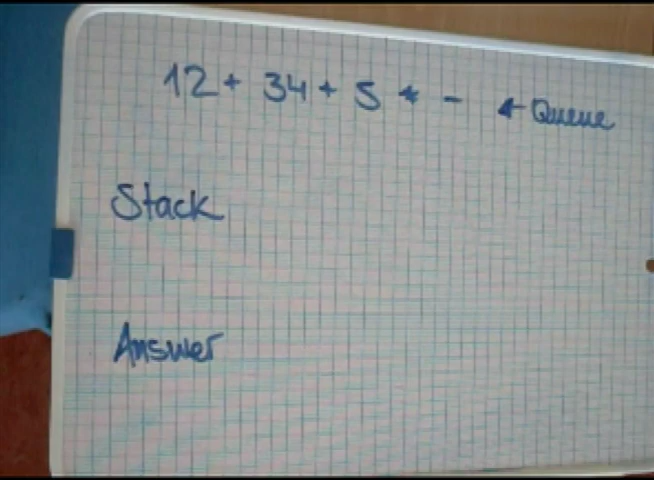 12 + 34 + 5 * - ← Queue
Stack
Answer